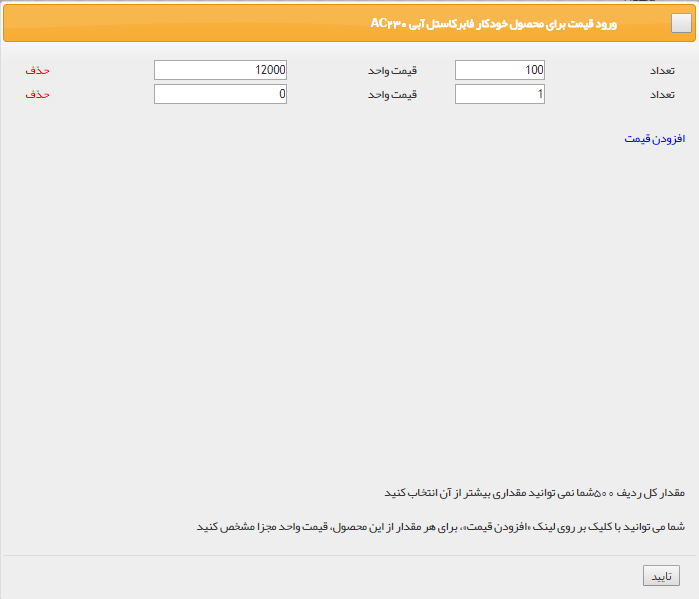 ورود قیمت برای محصول خودکار فابرکاستل آبی AC۲۳۰
تعداد 100 قیمت واحد 12000 حذف
تعداد 1 قیمت واحد 0 حذف
افزودن قیمت
مقدار کل ردیف ۵۰۰شما نمی توانید مقداری بیشتر از آن انتخاب کنید
شما می توانید با کلیک بر روی لینک «افزودن قیمت»، برای هر مقدار از این محصول، قیمت واحد مجزا مشخص کنید
تایید